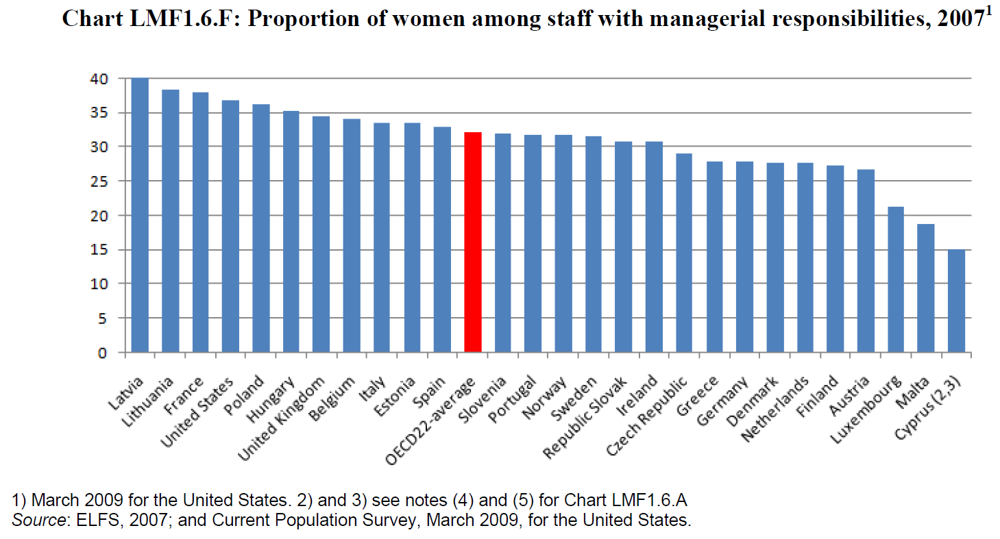 Chart LMF1.6.F: Proportion of women among staff with managerial responsibilities, 2007¹
40
35
30
25
20
15
10
5
0
Latvia
Lithuania
France
United States
Poland
Hungary
United Kingdom
Belgium
Italy
Estonia
Spain
OECD22-average
Slovenia
Portugal
Norway
Sweden
Republic Slovak
Ireland
Czech Republic
Greece
Germany
Denmark
Netherlands
Finland
Austria
Luxembourg
Malta
Cyprus (2,3)
1) March 2009 for the United States. 2) and 3) see notes (4) and (5) for Chart LMF1.6.A
Source: ELFS, 2007; and Current Population Survey, March 2009, for the United States.